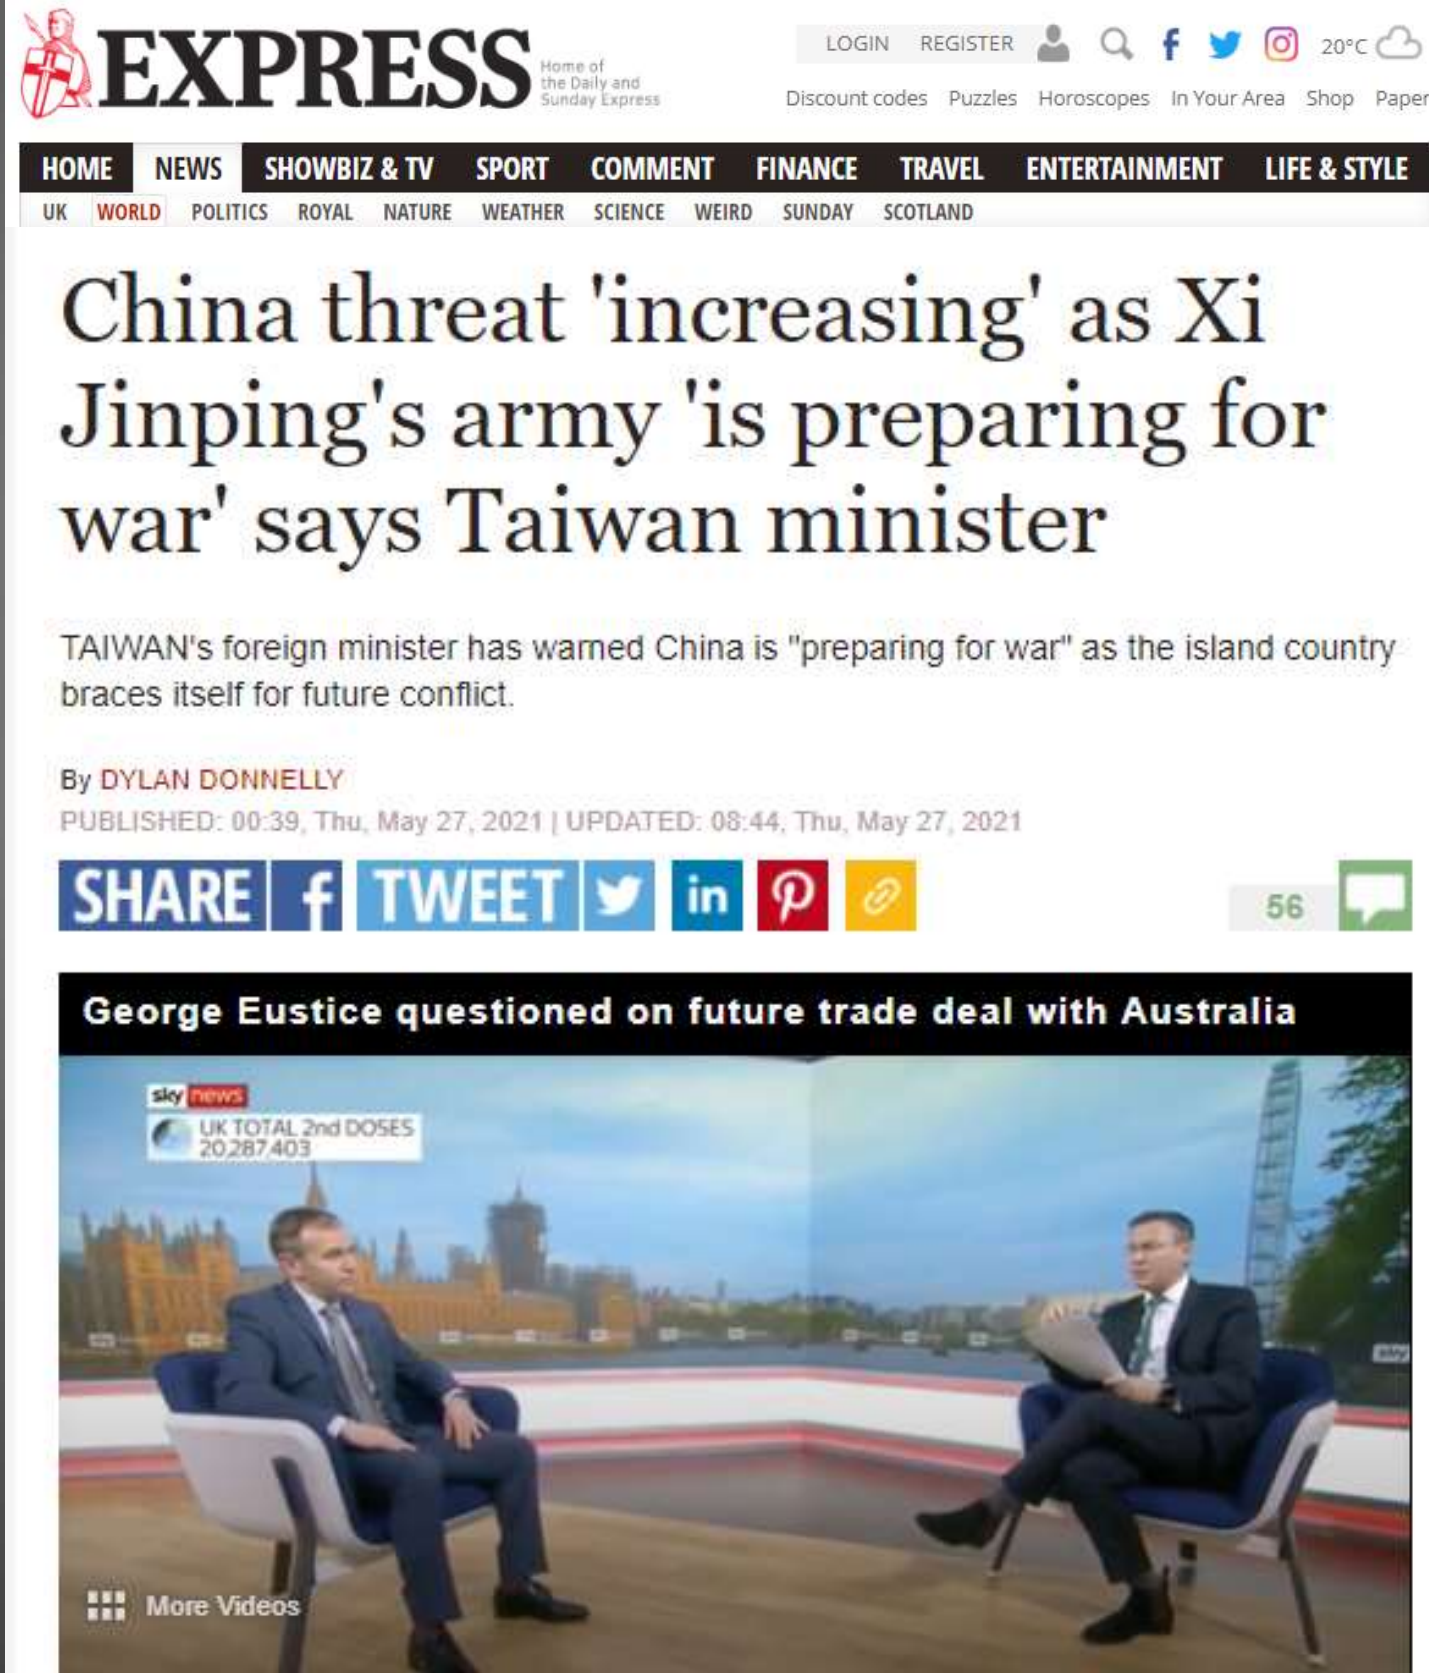 EXPRESS
Home of
the Daily and
Sunday Express
LOGIN REGISTER
20°C
Discount codes Puzzles Horoscopes In Your Area Shop Paper
HOME NEWS SHOWBIZ & TV SPORT COMMENT FINANCE TRAVEL ENTERTAINMENT LIFE & STYLE
UK WORLD POLITICS ROYAL NATURE WEATHER SCIENCE WEIRD SUNDAY SCOTLAND
China threat 'increasing' as Xi
Jinping's army 'is preparing for
war' says Taiwan minister
TAIWAN's foreign minister has warned China is "preparing for war" as the island country
braces itself for future conflict.
By DYLAN DONNELLY
PUBLISHED: 00:39, Thu, May 27, 2021 | UPDATED: 08:44, Thu, May 27, 2021
SHARE f TWEET in 56
George Eustice questioned on future trade deal with Australia
sky news
UK TOTAL 2nd DOSES
20,287,403
sky
More Videos